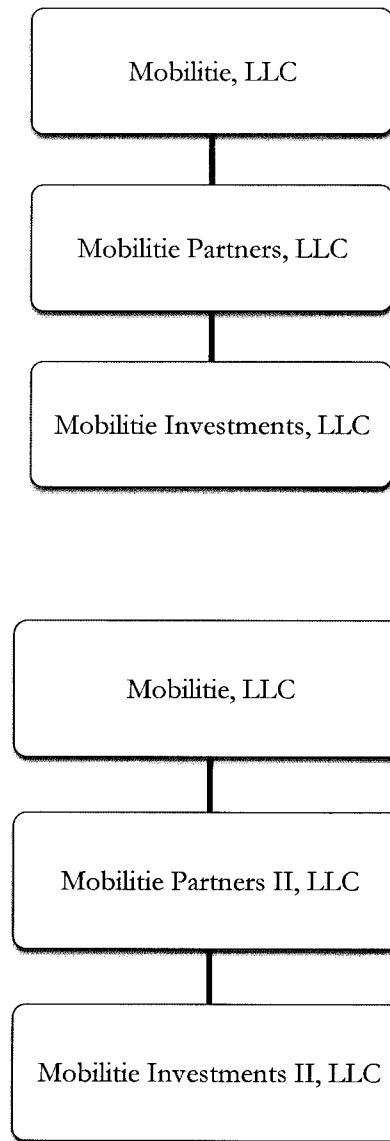 Mobilitie, LLC
Mobilitie Partners, LLC
Mobilitie Investments, LLC
Mobilitie, LLC
Mobilitie Partners II, LLC
Mobilitie Investments II, LLC